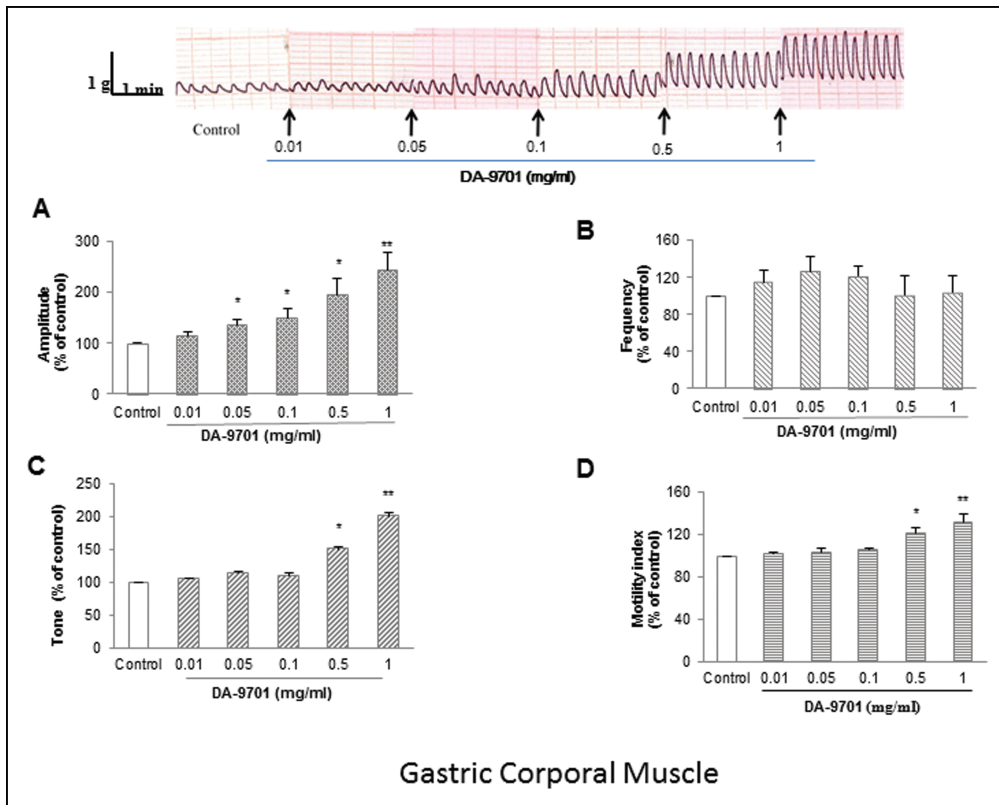 1 g
1 min
Control
0.01 0.05 0.1 0.5 1
DA-9701 (mg/ml)
A
Amplitude
(% of control)
300
200
100
0
* * * **
Control 0.01 0.05 0.1 0.5 1
DA-9701 (mg/ml)
B
Fequency
(% of control)
160
120
80
40
0
Control 0.01 0.05 0.1 0.5 1
DA-9701 (mg/ml)
C
Tone (% of control)
250
200
150
100
50
0
* **
Control 0.01 0.05 0.1 0.5 1
DA-9701 (mg/ml)
D
Motility index
(% of control)
160
120
80
40
0
* **
Control 0.01 0.05 0.1 0.5 1
DA-9701 (mg/ml)
Gastric Corporal Muscle